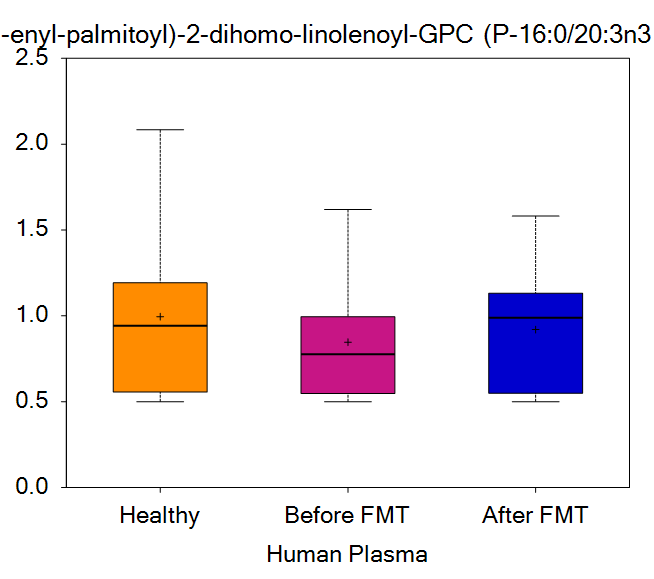 -enyl-palmitoyl)-2-dihomo-linolenoyl-GPC (P-16:0/20:3n3
2.5
2.0
1.5
1.0
0.5
0.0
Healthy Before FMT After FMT
Human Plasma